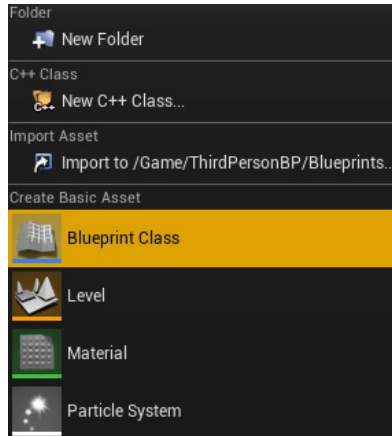 Folder
New Folder
C++ Class
New C++ Class...
Import Asset
Import to /Game/ThirdPersonBP/Blueprints..
Create Basic Asset
Blueprint Class
Level
Material
Particle System